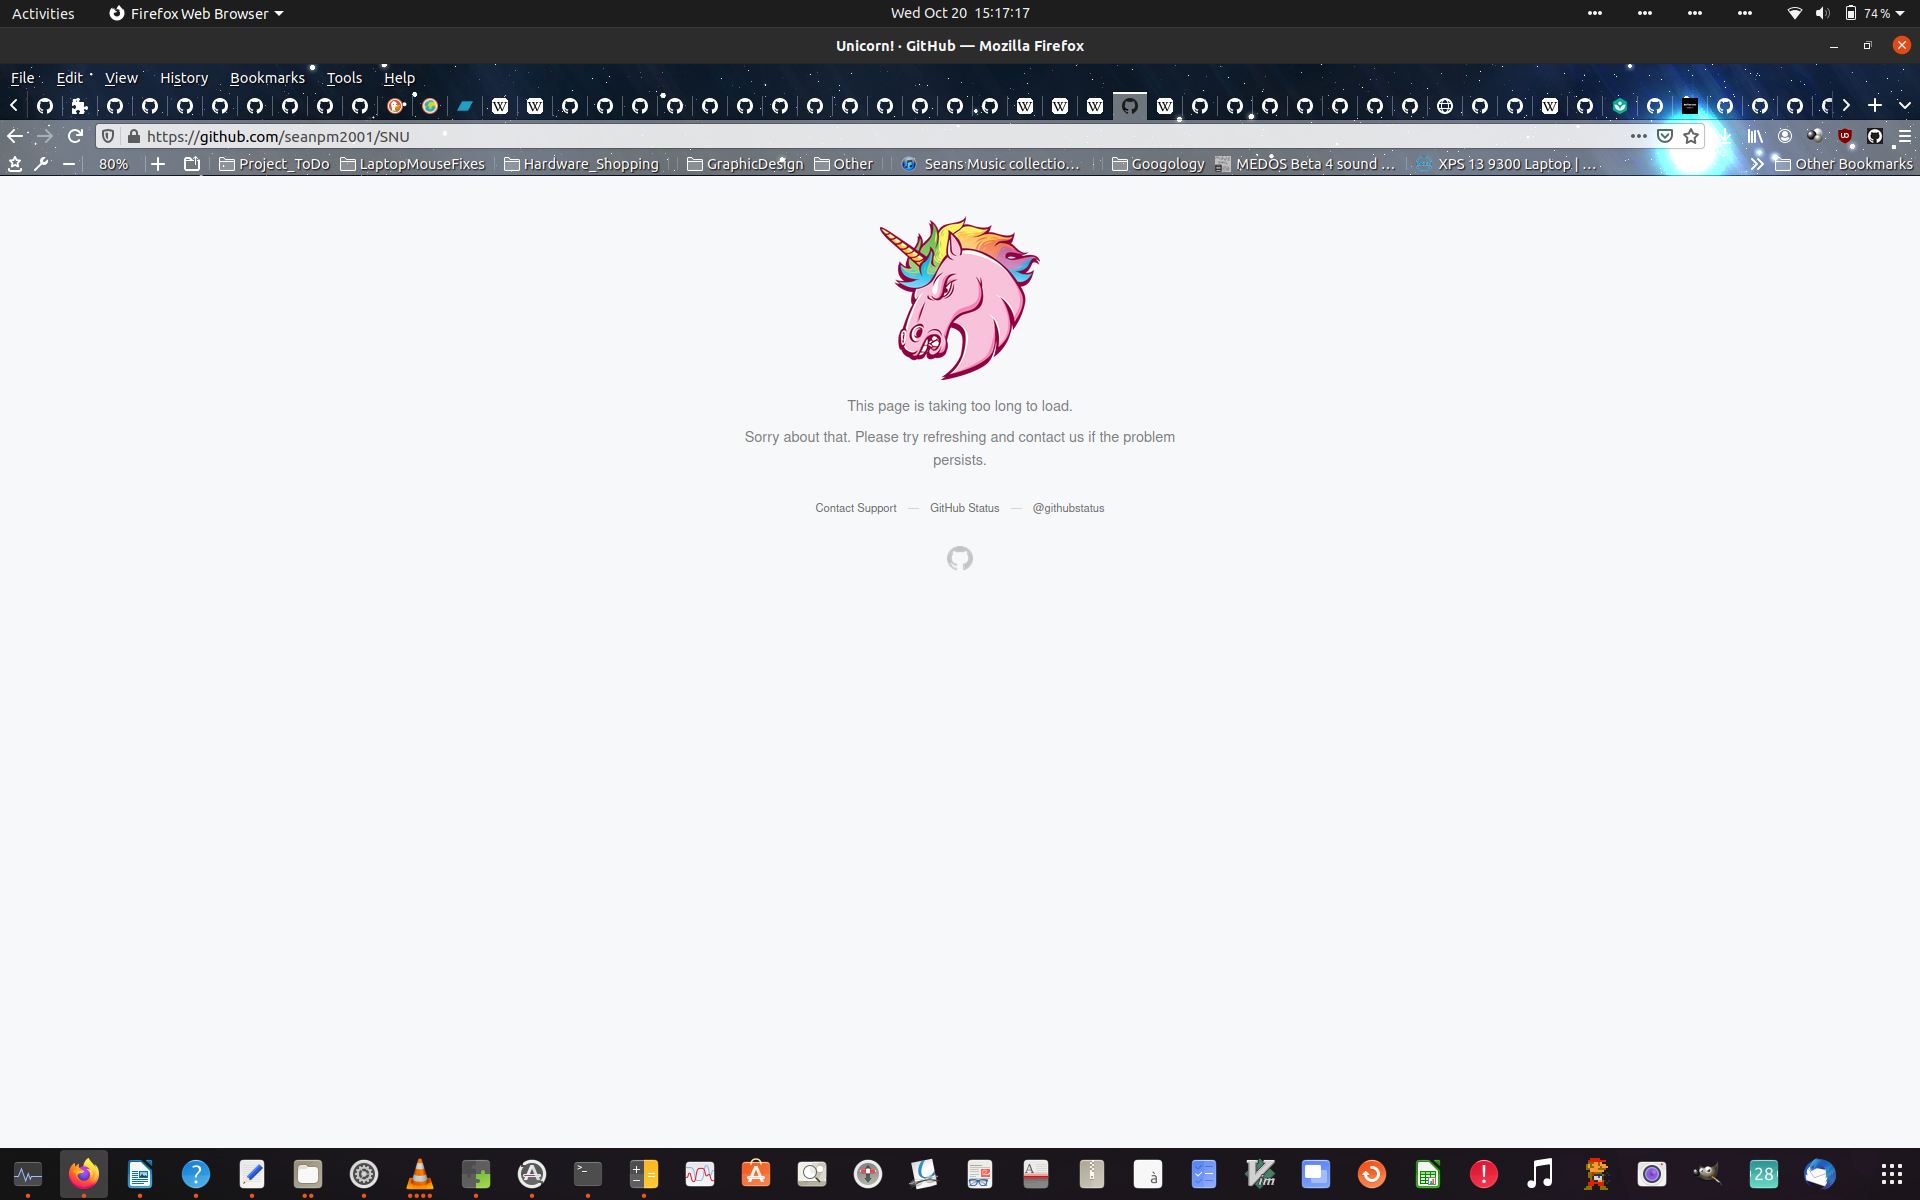 Activities Firefox Web Browser Wed Oct 20 15:17:17 74%
Unicorn! · GitHub — Mozilla Firefox
File Edit View History Bookmarks Tools Help
https://github.com/seanpm2001/SNU
80% Project_ToDo LaptopMouseFixes Hardware_Shopping GraphicDesign Other Seans Music collectio… Googology MEDOS Beta 4 sound … XPS 13 9300 Laptop | … Other Bookmarks
This page is taking too long to load.
Sorry about that. Please try refreshing and contact us if the problem
persists.
Contact Support — GitHub Status — @githubstatus
28